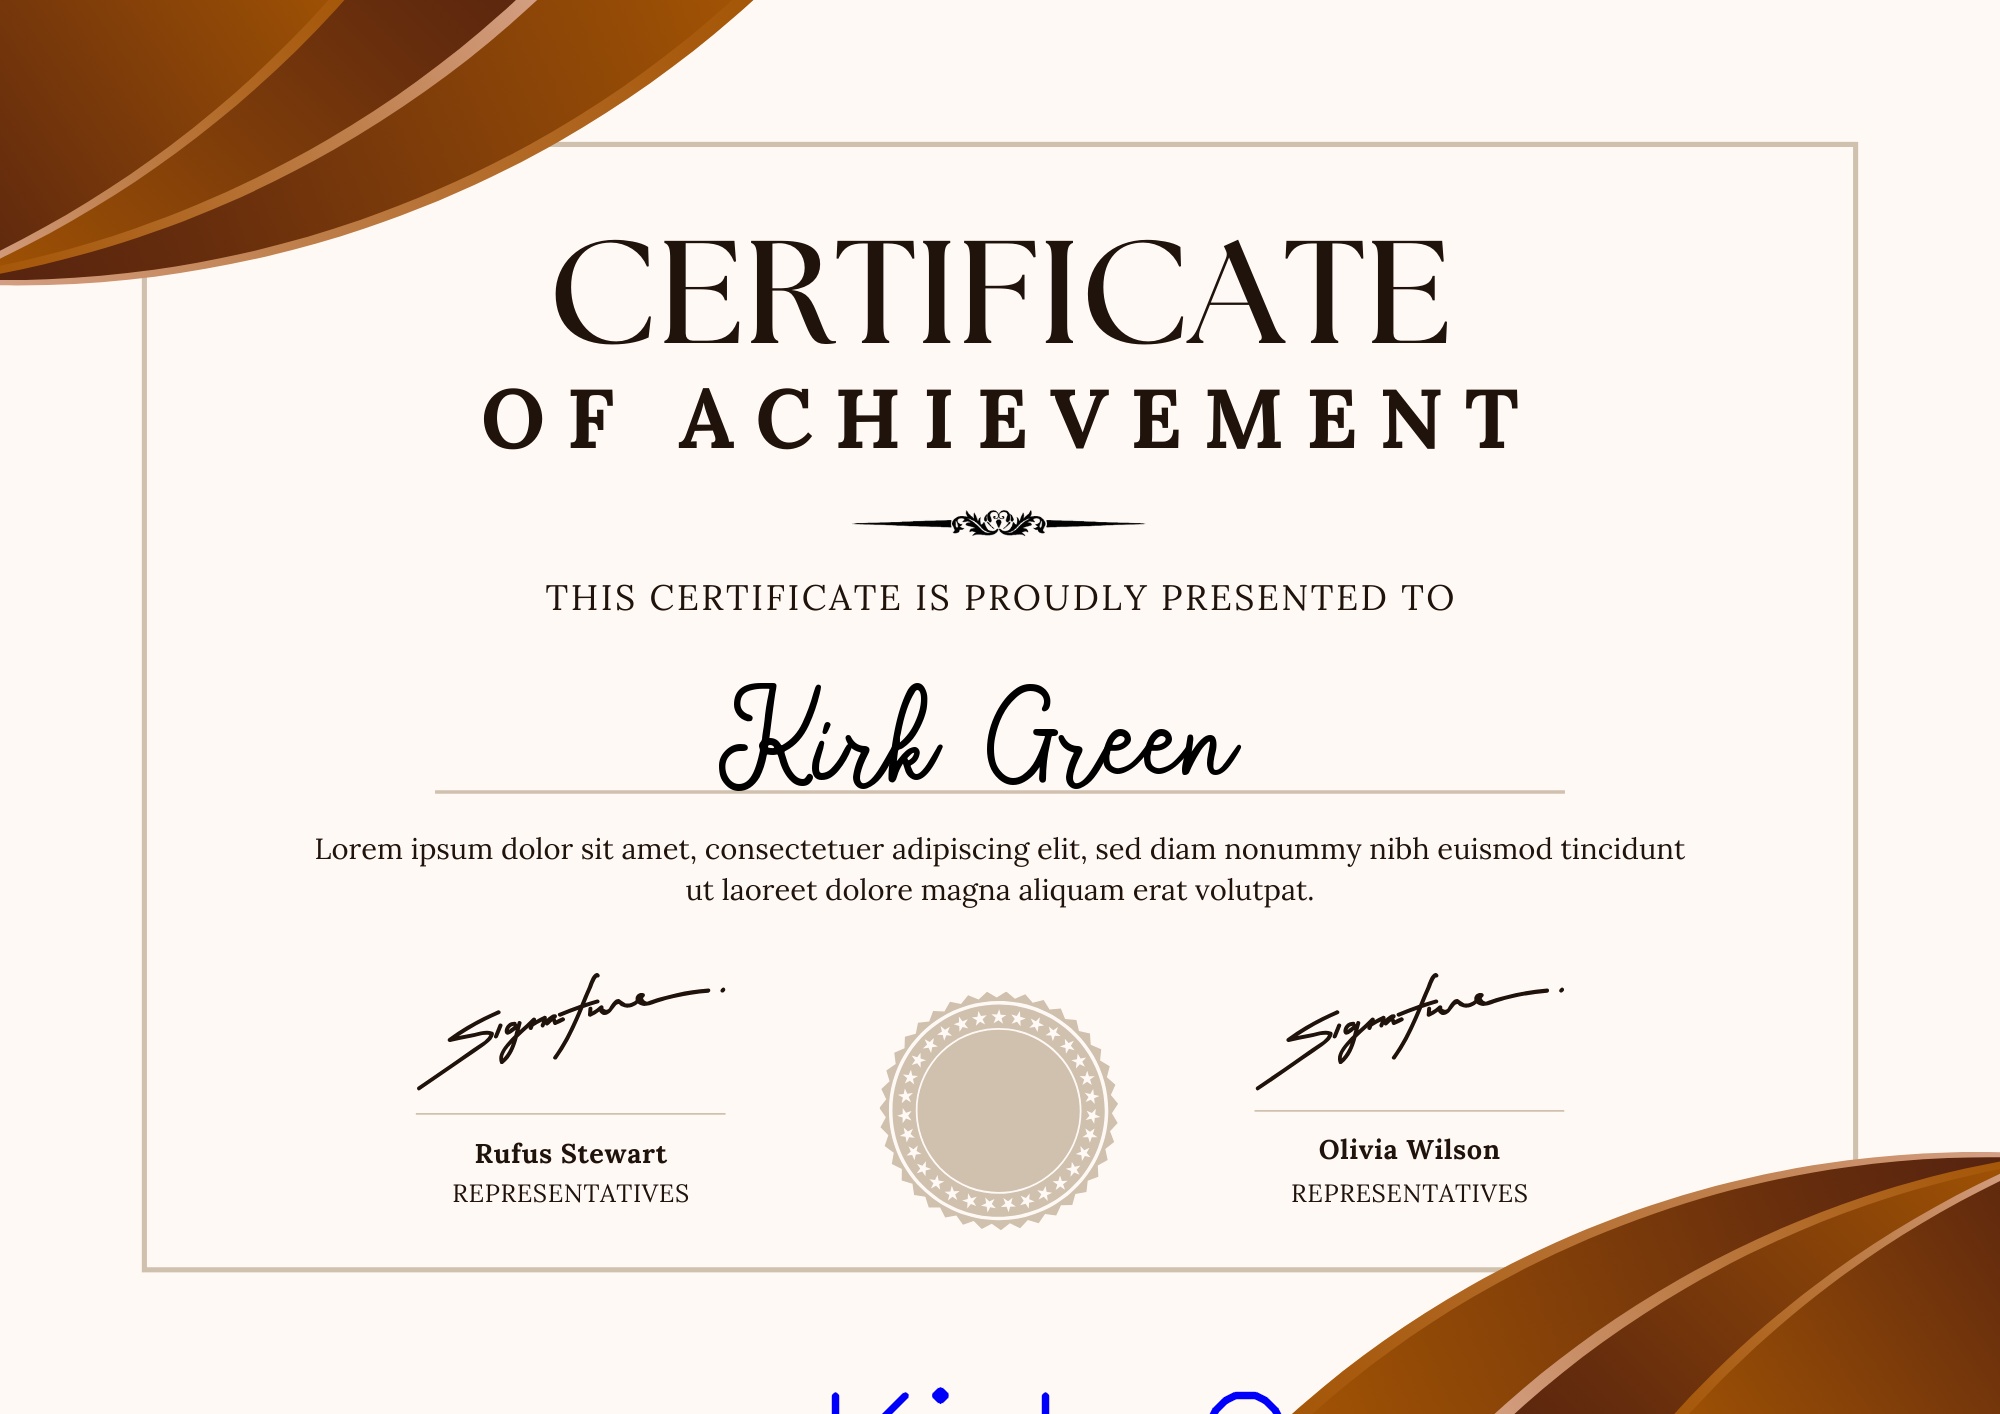 CERTIFICATE
OF ACHIEVEMENT
THIS CERTIFICATE IS PROUDLY PRESENTED TO
Kirk Green
Lorem ipsum dolor sit amet, consectetuer adipiscing elit, sed diam nonummy nibh euismod tincidunt
ut laoreet dolore magna aliquam erat volutpat.
Signature Signature
Rufus Stewart Olivia Wilson
REPRESENTATIVES REPRESENTATIVES